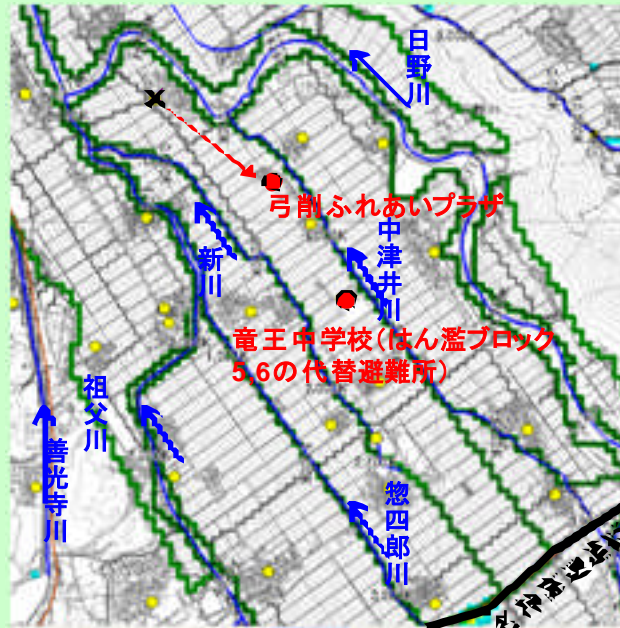 日野川
弓削ふれあいプラザ
中津井川
新川
竜王中学校(はん濫ブロック
5,6の代替避難所)
祖父川
善光寺川
惣四郎川